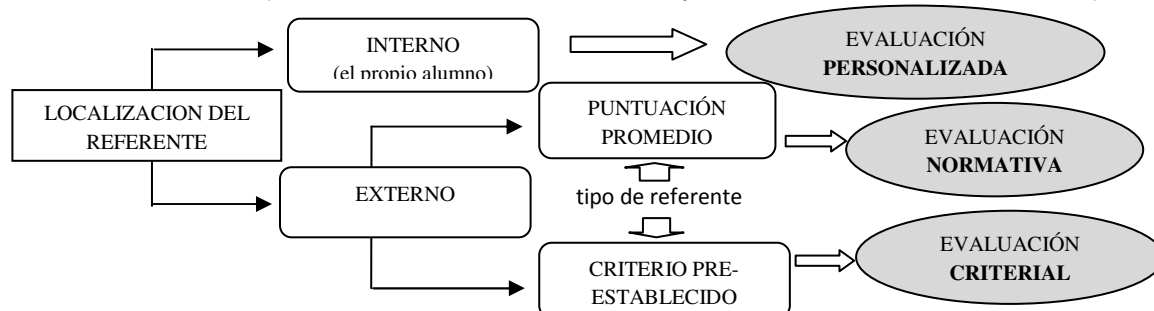 INTERNO
(el propio alumno)
EVALUACIÓN
PERSONALIZADA
LOCALIZACION DEL
REFERENTE
PUNTUACIÓN
PROMEDIO
EVALUACIÓN
NORMATIVA
EXTERNO
tipo de referente
CRITERIO PRE-
ESTABLECIDO
EVALUACIÓN
CRITERIAL